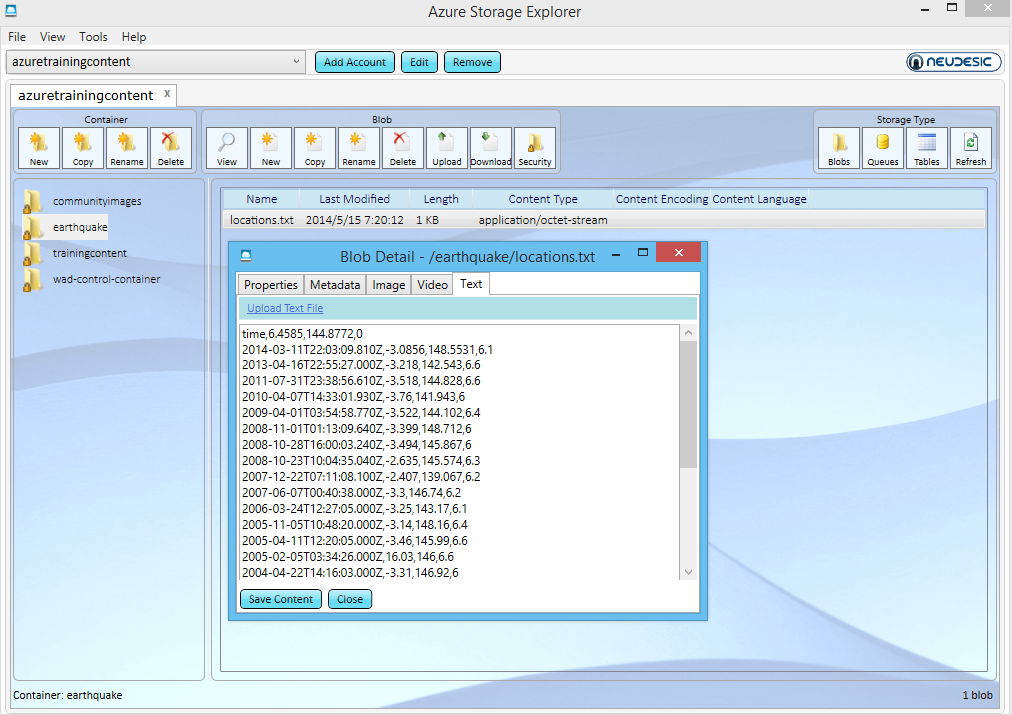 Azure Storage Explorer
File View Tools Help
azuretrainingcontent Add Account Edit Remove NEUDESIC
azuretrainingcontent x
Container Blob Storage Type
New Copy Rename Delete View New Copy Rename Delete Upload Download Security Blobs Queues Tables Refresh
communityimages
earthquake
trainingcontent
wad-control-container
Name Last Modified Length Content Type Content Encoding Content Language
locations.txt 2014/5/15 7:20:12 1 KB application/octet-stream
Blob Detail - /earthquake/locations.txt
Properties Metadata Image Video Text
Upload Text File
time,6.4585,144.8772,0
2014-03-11T22:03:09.810Z,-3.0856,148.5531,6.1
2013-04-16T22:55:27.000Z,-3.218,142.543,6.6
2011-07-31T23:38:56.610Z,-3.518,144.828,6.6
2010-04-07T14:33:01.930Z,-3.76,141.943,6
2009-04-01T03:54:58.770Z,-3.522,144.102,6.4
2008-11-01T01:13:09.640Z,-3.399,148.712,6
2008-10-28T16:00:03.240Z,-3.494,145.867,6
2008-10-23T10:04:35.040Z,-2.635,145.574,6.3
2007-12-22T07:11:08.100Z,-2.407,139.067,6.2
2007-06-07T00:40:38.000Z,-3.3,146.74,6.2
2006-03-24T12:27:05.000Z,-3.25,143.17,6.1
2005-11-05T10:48:20.000Z,-3.14,148.16,6.4
2005-04-11T12:20:05.000Z,-3.46,145.99,6.6
2005-02-05T03:34:26.000Z,16.03,146,6.6
2004-04-22T14:16:03.000Z,-3.31,146.92,6
Save Content Close
Container: earthquake 1 blob